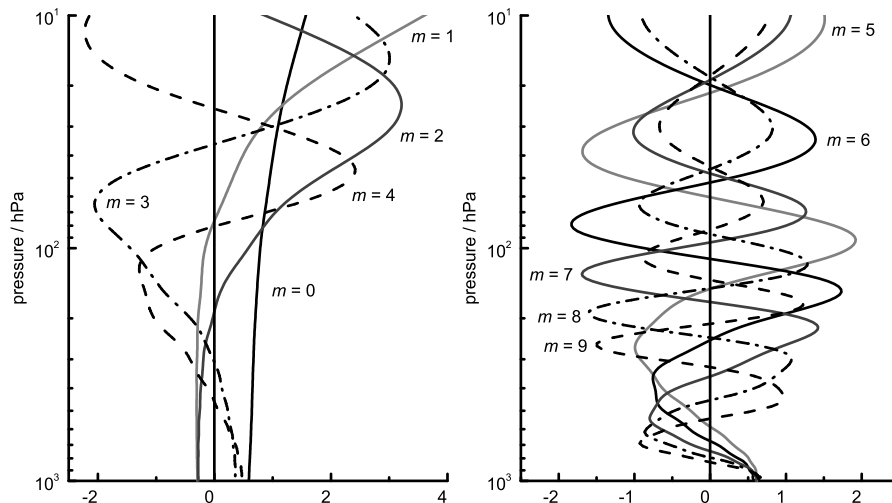 10¹
10²
10³
pressure / hPa
m = 1
m = 2
m = 3
m = 4
m = 0
-2
0
2
4
10¹
10²
10³
pressure / hPa
m = 5
m = 6
m = 7
m = 8
m = 9
-2
-1
0
1
2